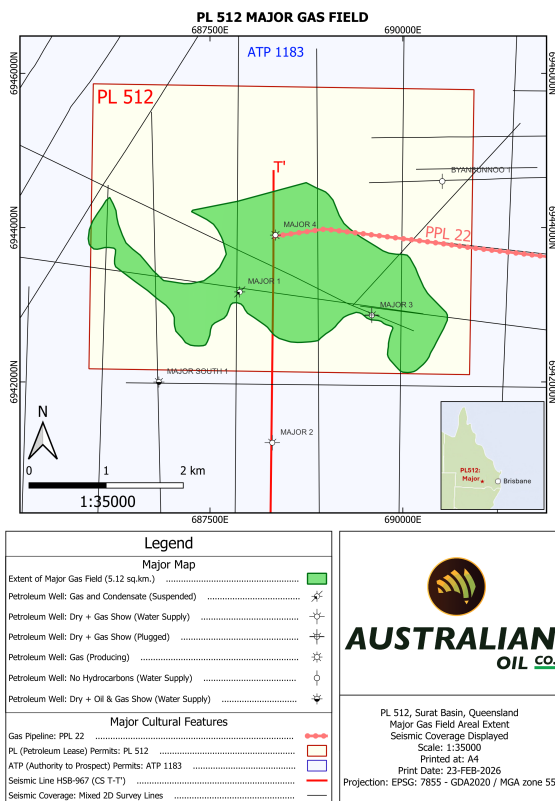 PL 512 MAJOR GAS FIELD
687500E
690000E
6946000N
6946000N
ATP 1183
PL 512
BYANBUNNOO 1
T'
6944000N
6944000N
MAJOR 4
PPL 22
MAJOR 1
MAJOR 3
MAJOR SOUTH 1
6942000N
6942000N
MAJOR 2
N
0 1 2 km
1:35000
PL512:
Major
Brisbane
687500E
690000E
Legend
Major Map
Extent of Major Gas Field (5.12 sq.km.)
Petroleum Well: Gas and Condensate (Suspended)
Petroleum Well: Dry + Gas Show (Water Supply)
Petroleum Well: Dry + Gas Show (Plugged)
Petroleum Well: Gas (Producing)
Petroleum Well: No Hydrocarbons (Water Supply)
Petroleum Well: Dry + Oil & Gas Show (Water Supply)
Major Cultural Features
Gas Pipeline: PPL 22
PL (Petroleum Lease) Permits: PL 512
ATP (Authority to Prospect) Permits: ATP 1183
Seismic Line HSB-967 (CS T-T')
Seismic Coverage: Mixed 2D Survey Lines
AUSTRALIAN
OIL CO.
PL 512, Surat Basin, Queensland
Major Gas Field Areal Extent
Seismic Coverage Displayed
Scale: 1:35000
Printed at: A4
Print Date: 23-FEB-2026
Projection: EPSG: 7855 - GDA2020 / MGA zone 55